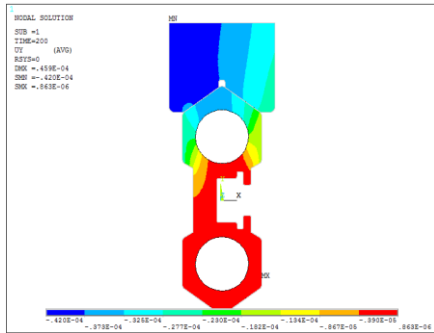 1
NODAL SOLUTION
SUB =1
TIME=200
UY (AVG)
RSYS=0
DMX =.459E-04
SMN =-.420E-04
SMX =.863E-06
MN
X
MX
-.420E-04 -.325E-04 -.230E-04 -.134E-04 -.390E-05
-.373E-04 -.277E-04 -.182E-04 -.867E-05 .863E-06